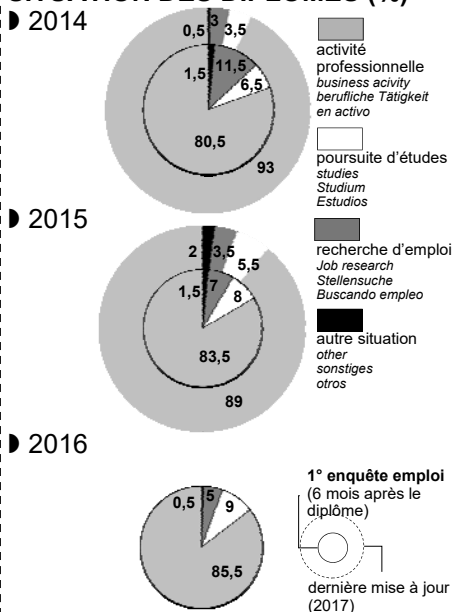 SITUATION DES DIPLÔMÉS (%)
2014
0,5
3
3,5
1,5
11,5
6,5
80,5
93
activité
professionnelle
business acivity
berufliche Tätigkeit
en activo
poursuite d'études
studies
Studium
Estudios
2015
2
3,5
5,5
1,5
7
8
83,5
89
recherche d'emploi
Job research
Stellensuche
Buscando empleo
autre situation
other
sonstiges
otros
2016
0,5
5
9
85,5
1° enquête emploi
(6 mois après le
diplôme)
dernière mise à jour
(2017)